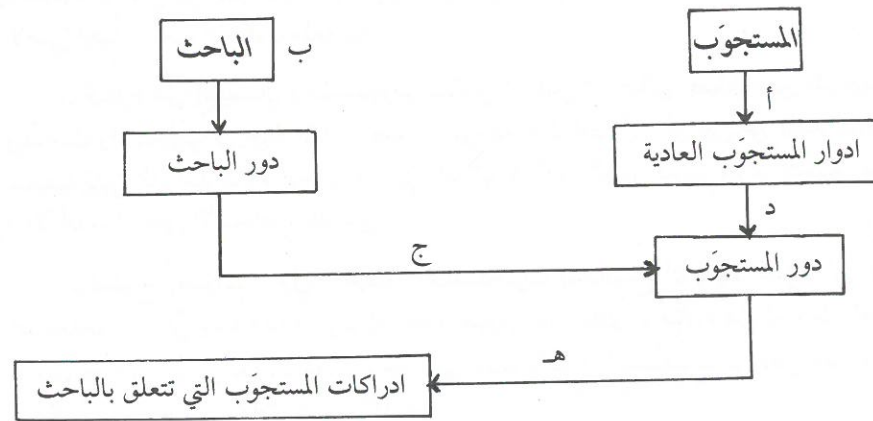 المستجوَب
الباحث
ب
أ
ادوار المستجوَب العادية
دور الباحث
د
دور المستجوَب
ج
هـ
ادراكات المستجوَب التي تتعلق بالباحث